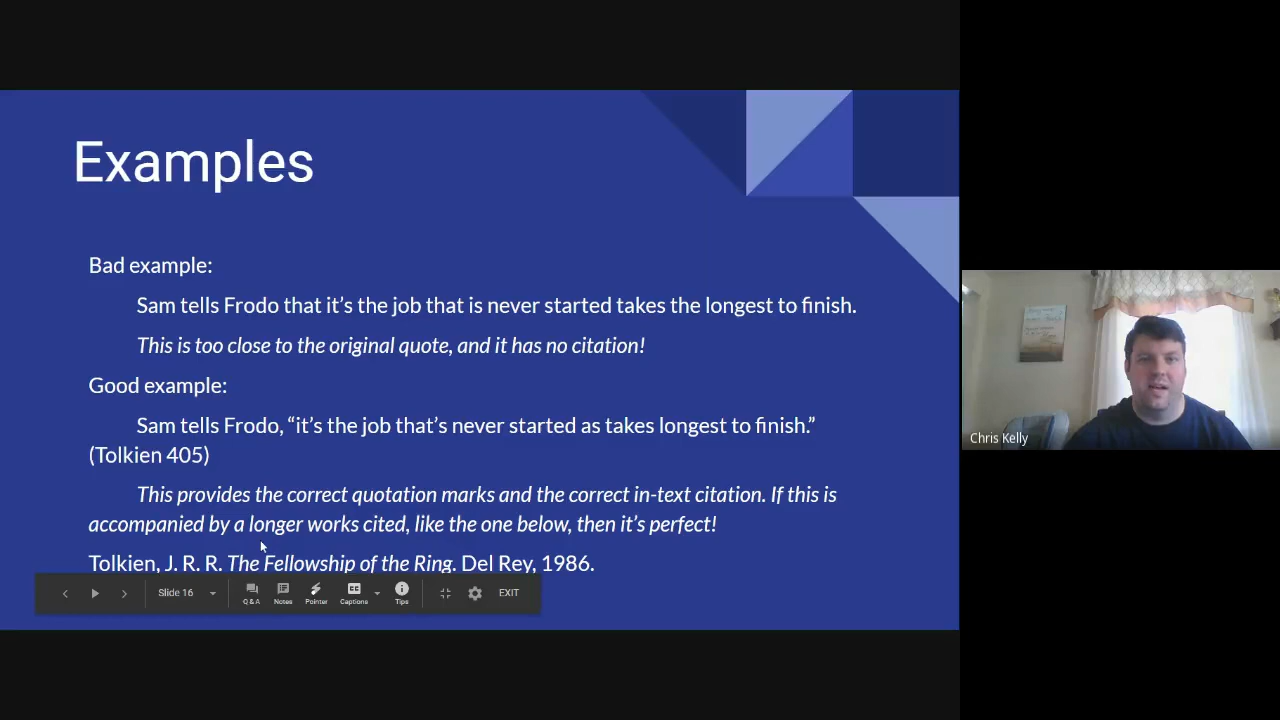 Examples
Bad example:
Sam tells Frodo that it's the job that is never started takes the longest to finish.
This is too close to the original quote, and it has no citation!
Good example:
Sam tells Frodo, “it’s the job that’s never started as takes longest to finish.”
(Tolkien 405)
This provides the correct quotation marks and the correct in-text citation. If this is
accompanied by a longer works cited, like the one below, then it’s perfect!
Tolkien, J. R. R. The Fellowship of the Ring. Del Rey, 1986.
Slide 16
Q & A
Notes
Pointer
CC
Captions
Tips
EXIT
Chris Kelly